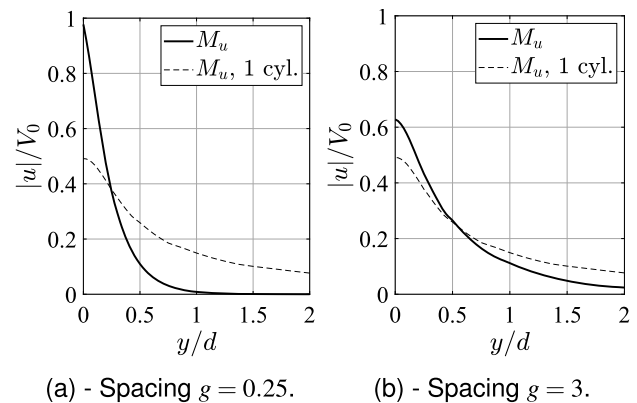 1
0.8
0.6
0.4
0.2
0
0 0.5 1 1.5 2
|u|/V₀
y/d
Mᵤ
Mᵤ, 1 cyl.
(a) - Spacing g = 0.25.
1
0.8
0.6
0.4
0.2
0
0 0.5 1 1.5 2
|u|/V₀
y/d
Mᵤ
Mᵤ, 1 cyl.
(b) - Spacing g = 3.